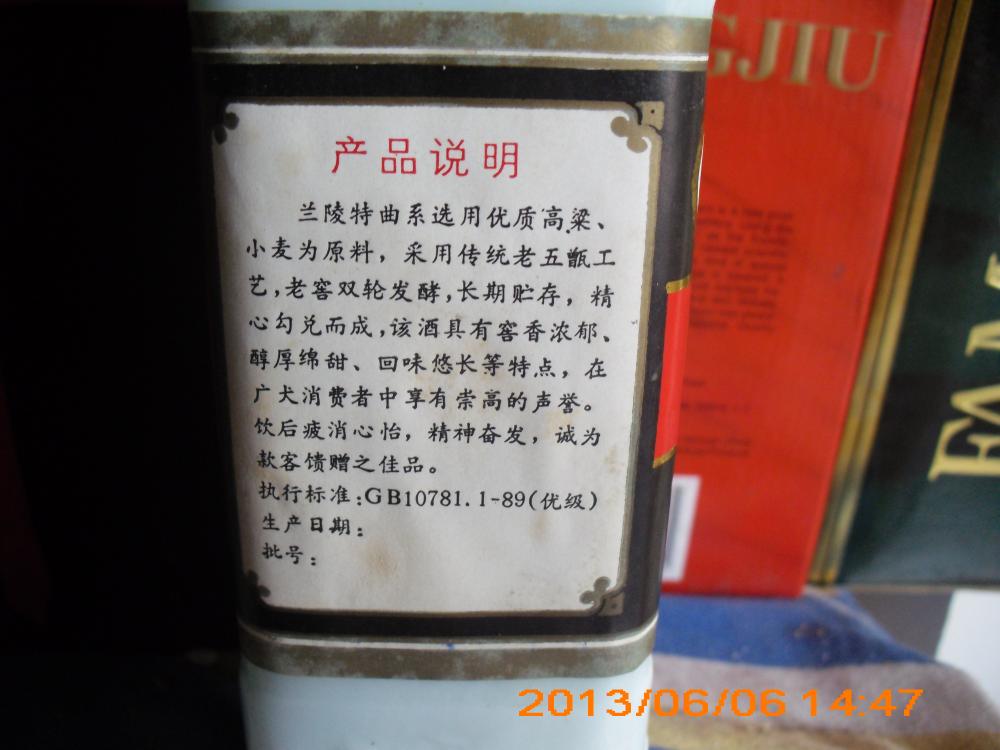 产品说明
兰陵特曲系选用优质高粱、
小麦为原料，采用传统老五甑工
艺，老窖双轮发酵，长期贮存，精
心勾兑而成，该酒具有窖香浓郁、
醇厚绵甜、回味悠长等特点，在
广大消费者中享有崇高的声誉。
饮后疲消心怡，精神奋发，诚为
款客馈赠之佳品。
执行标准：GB10781.1-89(优级)
生产日期：
批号：
GJIU
2013/06/06 14:47